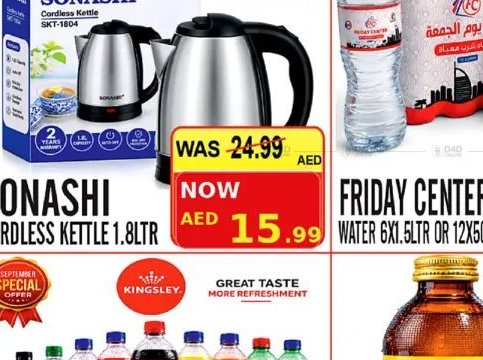 SONASHI
Cordless Kettle
SKT-1804
SONASHI
2
YEARS
WARRANTY
WAS 24.99 AED
NOW
AED 15.99
ONASHI
RDLESS KETTLE 1.8LTR
FRIDAY CENTER
يوم الجمعة
FRIDAY CENTER
WATER 6X1.5LTR OR 12X50
D4D
SEPTEMBER
SPECIAL
OFFER
KINGSLEY
GREAT TASTE
MORE REFRESHMENT